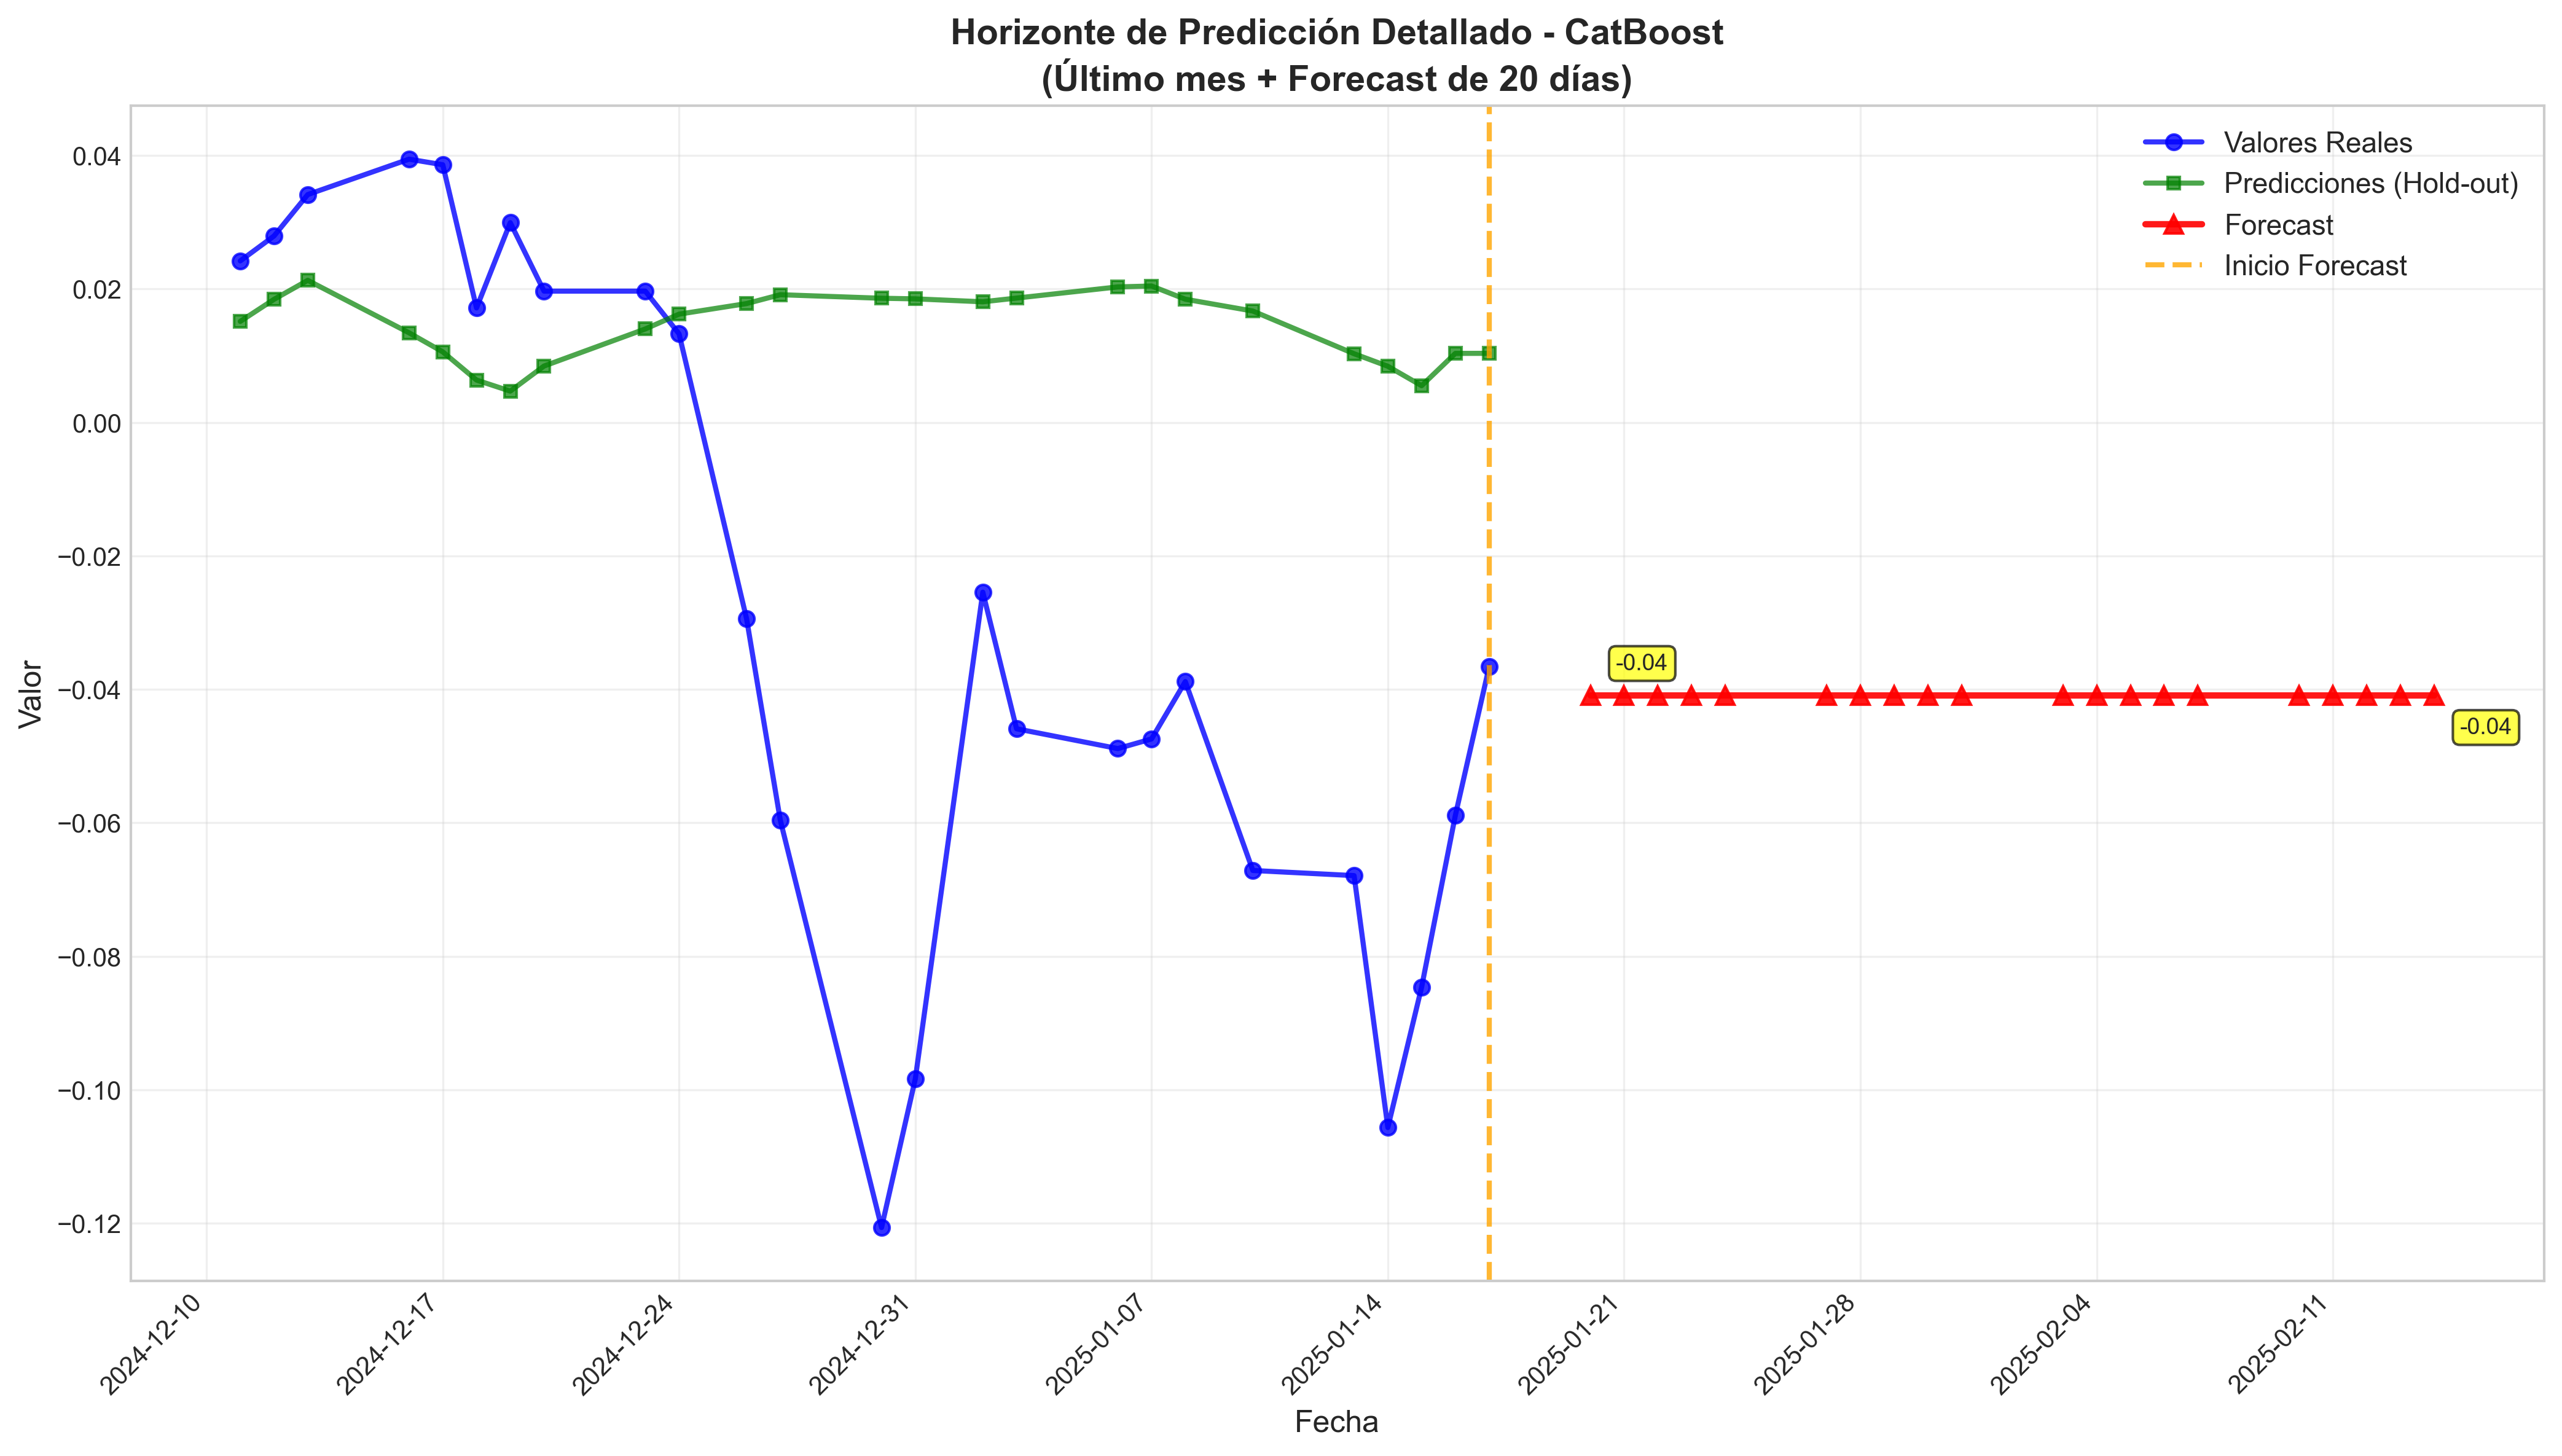 Horizonte de Predicción Detallado - CatBoost
(Último mes + Forecast de 20 días)
Valores Reales
Predicciones (Hold-out)
Forecast
Inicio Forecast
Valor
0.04
0.02
0.00
−0.02
−0.04
−0.06
−0.08
−0.10
−0.12
-0.04
-0.04
2024-12-10
2024-12-17
2024-12-24
2024-12-31
2025-01-07
2025-01-14
2025-01-21
2025-01-28
2025-02-04
2025-02-11
Fecha